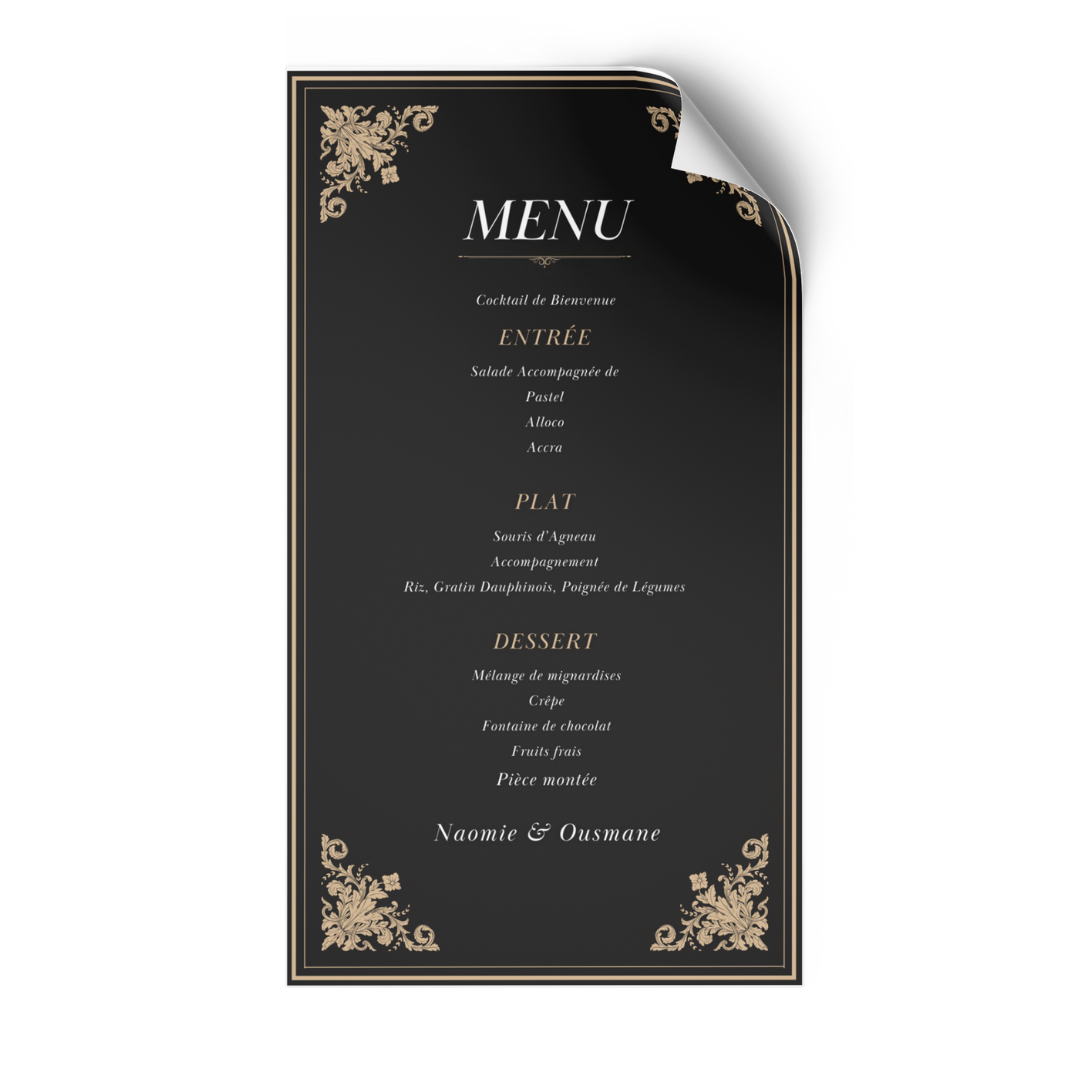 MENU
Cocktail de Bienvenue
ENTRÉE
Salade Accompagnée de
Pastel
Alloco
Accra
PLAT
Souris d'Agneau
Accompagnement
Riz, Gratin Dauphinois, Poignée de Légumes
DESSERT
Mélange de mignardises
Crêpe
Fontaine de chocolat
Fruits frais
Pièce montée
Naomie & Ousmane